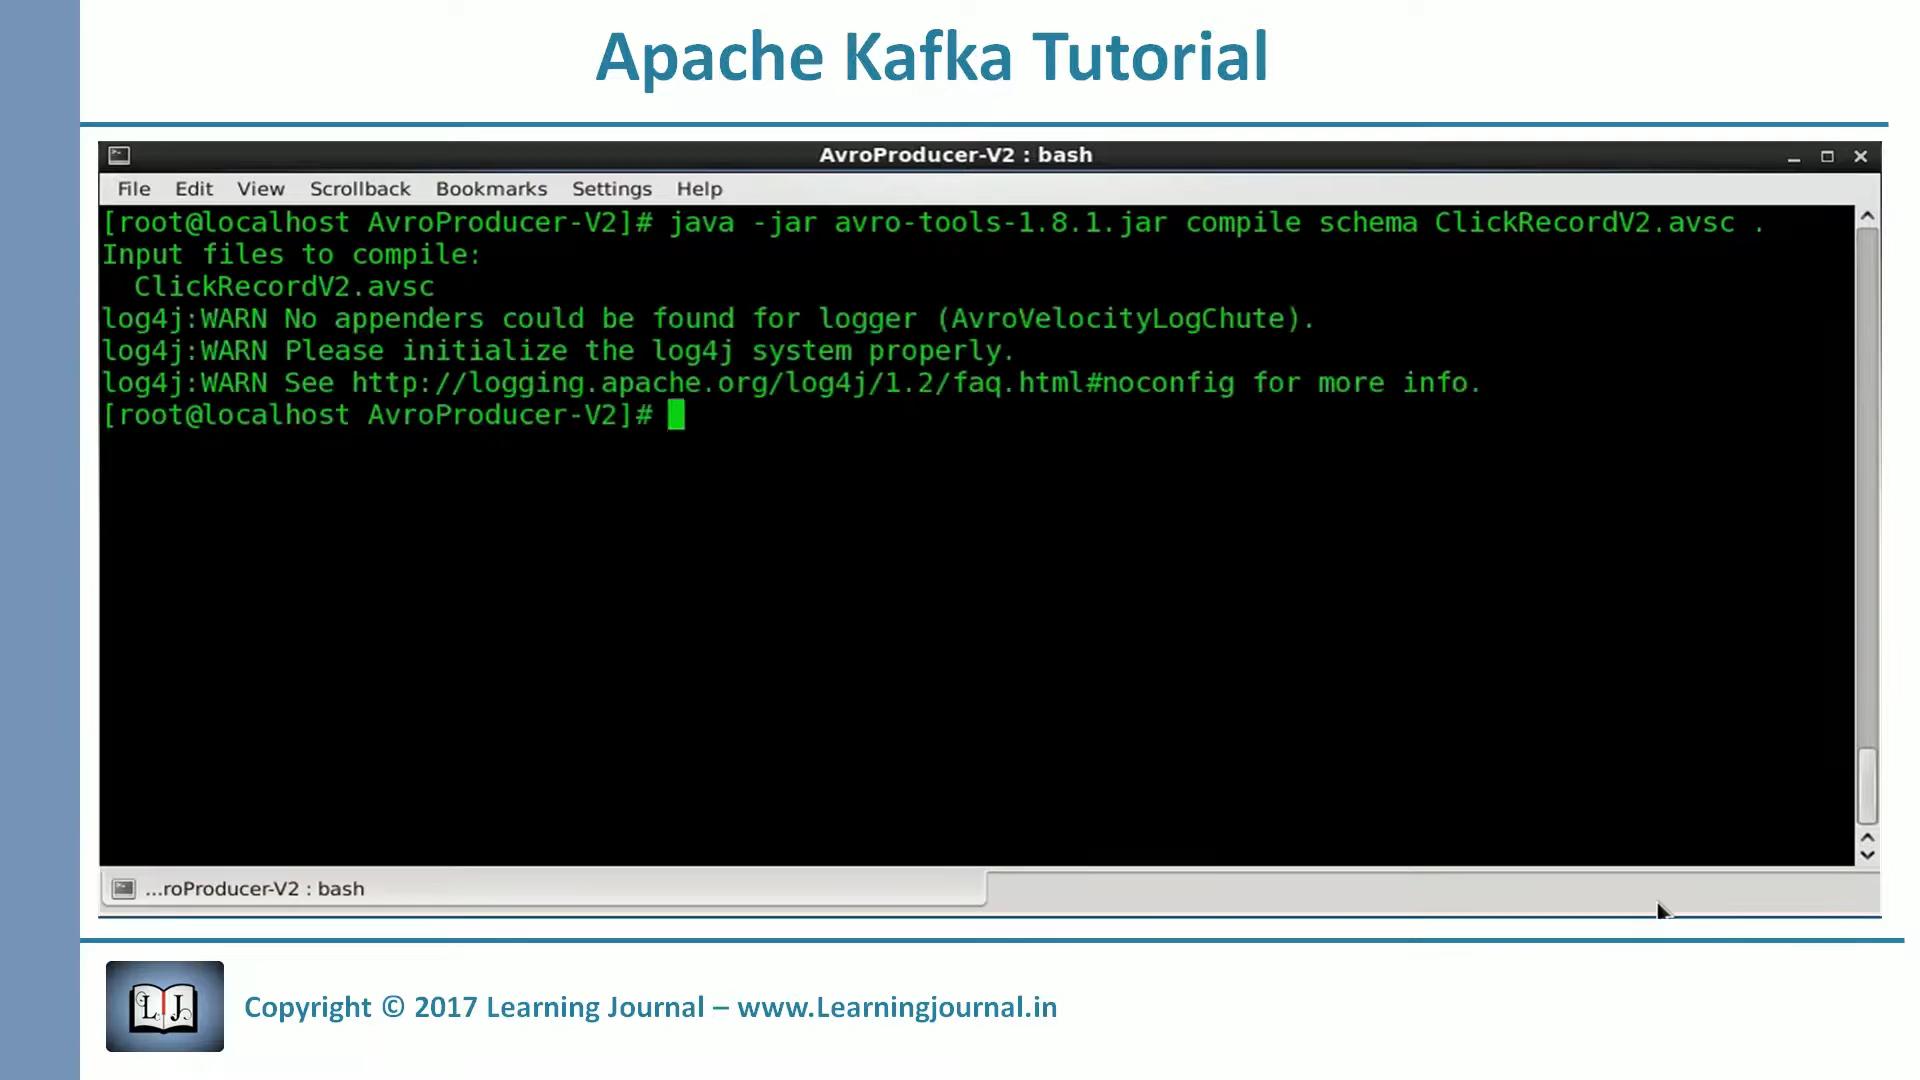 Apache Kafka Tutorial
AvroProducer-V2 : bash
File Edit View Scrollback Bookmarks Settings Help
[root@localhost AvroProducer-V2]# java -jar avro-tools-1.8.1.jar compile schema ClickRecordV2.avsc .
Input files to compile:
  ClickRecordV2.avsc
log4j:WARN No appenders could be found for logger (AvroVelocityLogChute).
log4j:WARN Please initialize the log4j system properly.
log4j:WARN See http://logging.apache.org/log4j/1.2/faq.html#noconfig for more info.
[root@localhost AvroProducer-V2]#
...roProducer-V2 : bash
LJ
Copyright © 2017 Learning Journal – www.Learningjournal.in